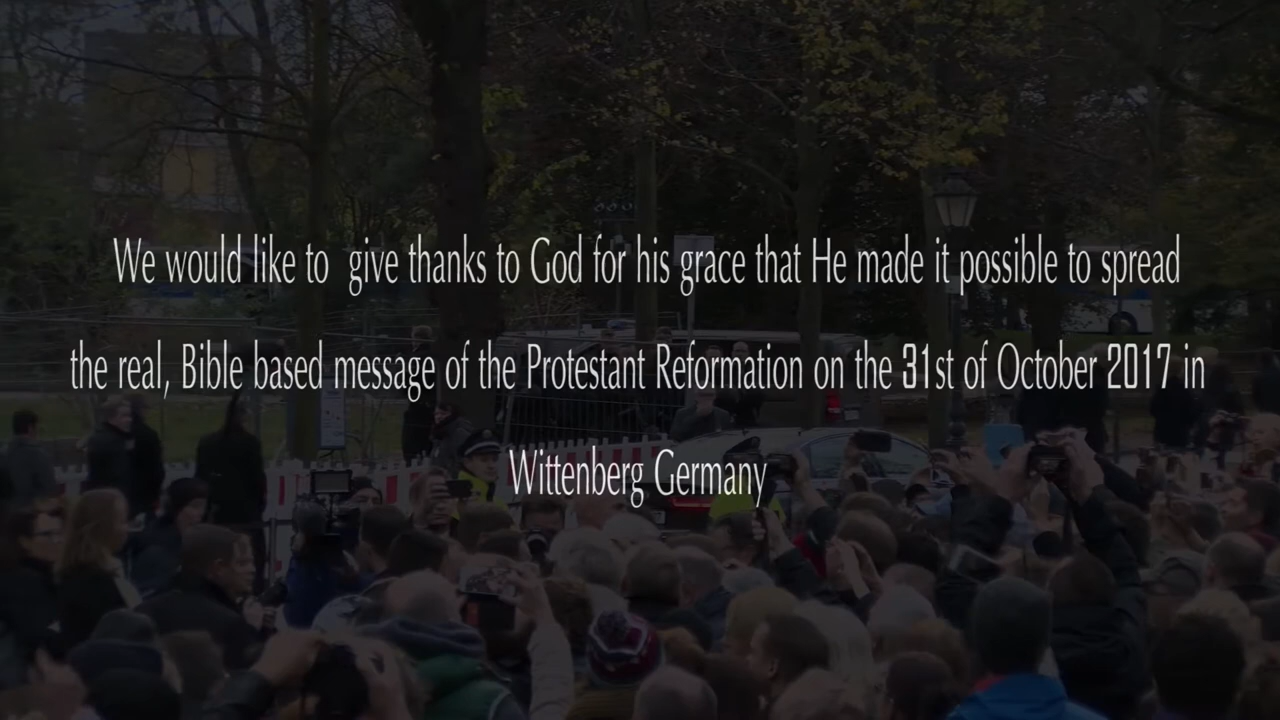 We would like to  give thanks to God for his grace that He made it possible to spread
the real, Bible based message of the Protestant Reformation on the 31st of October 2017 in
Wittenberg Germany